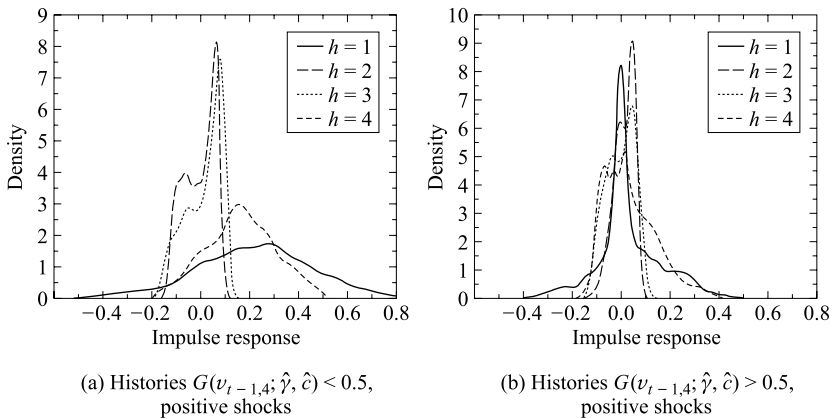 9
8
7
6
5
4
3
2
1
0
Density
h = 1
h = 2
h = 3
h = 4
−0.4 −0.2 0.0 0.2 0.4 0.6 0.8
Impulse response
(a) Histories G(υt − 1,4; γ̂, ĉ) < 0.5,
positive shocks
10
9
8
7
6
5
4
3
2
1
0
Density
h = 1
h = 2
h = 3
h = 4
−0.4 −0.2 0.0 0.2 0.4 0.6 0.8
Impulse response
(b) Histories G(υt − 1,4; γ̂, ĉ) > 0.5,
positive shocks